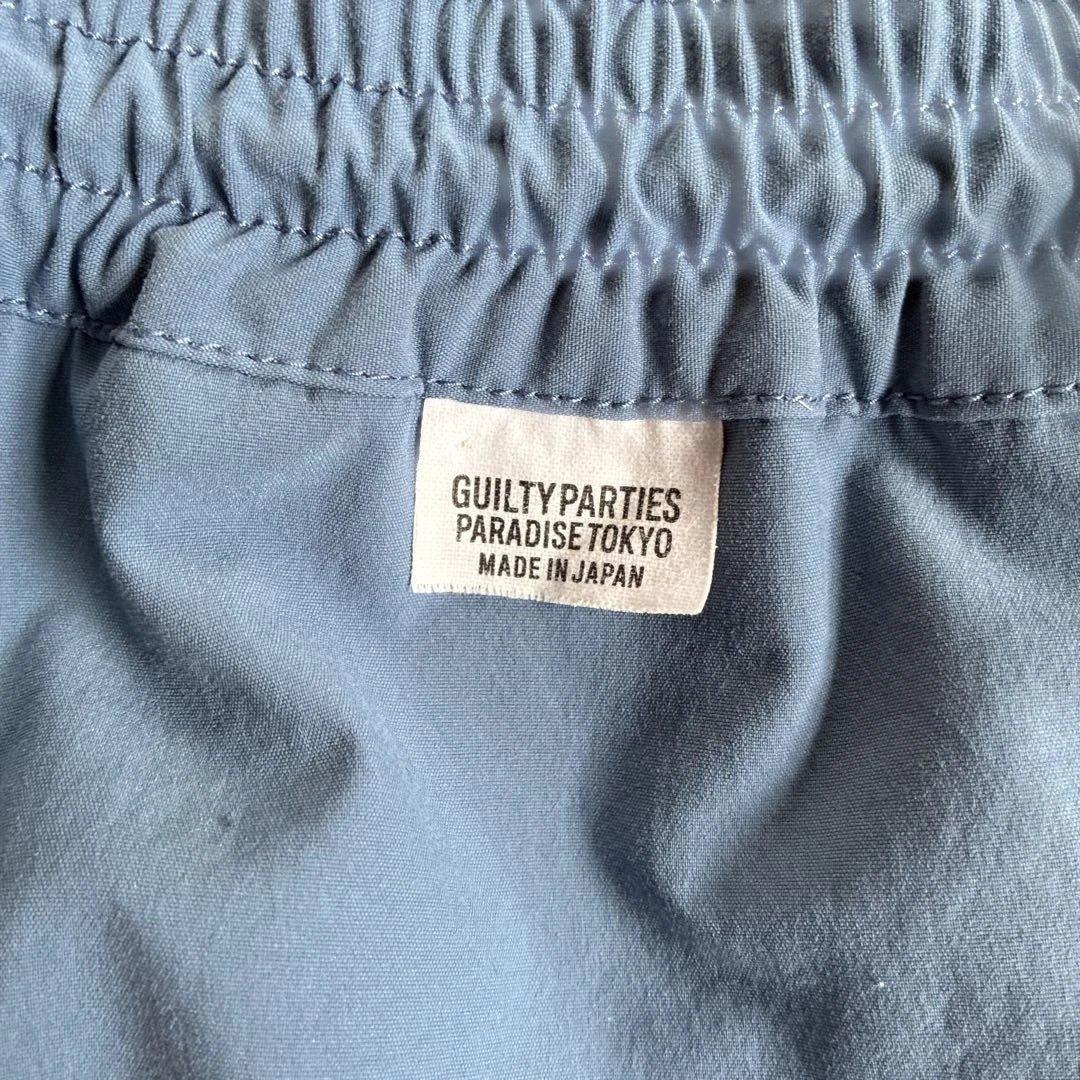 GUILTY PARTIES
PARADISE TOKYO
MADE IN JAPAN